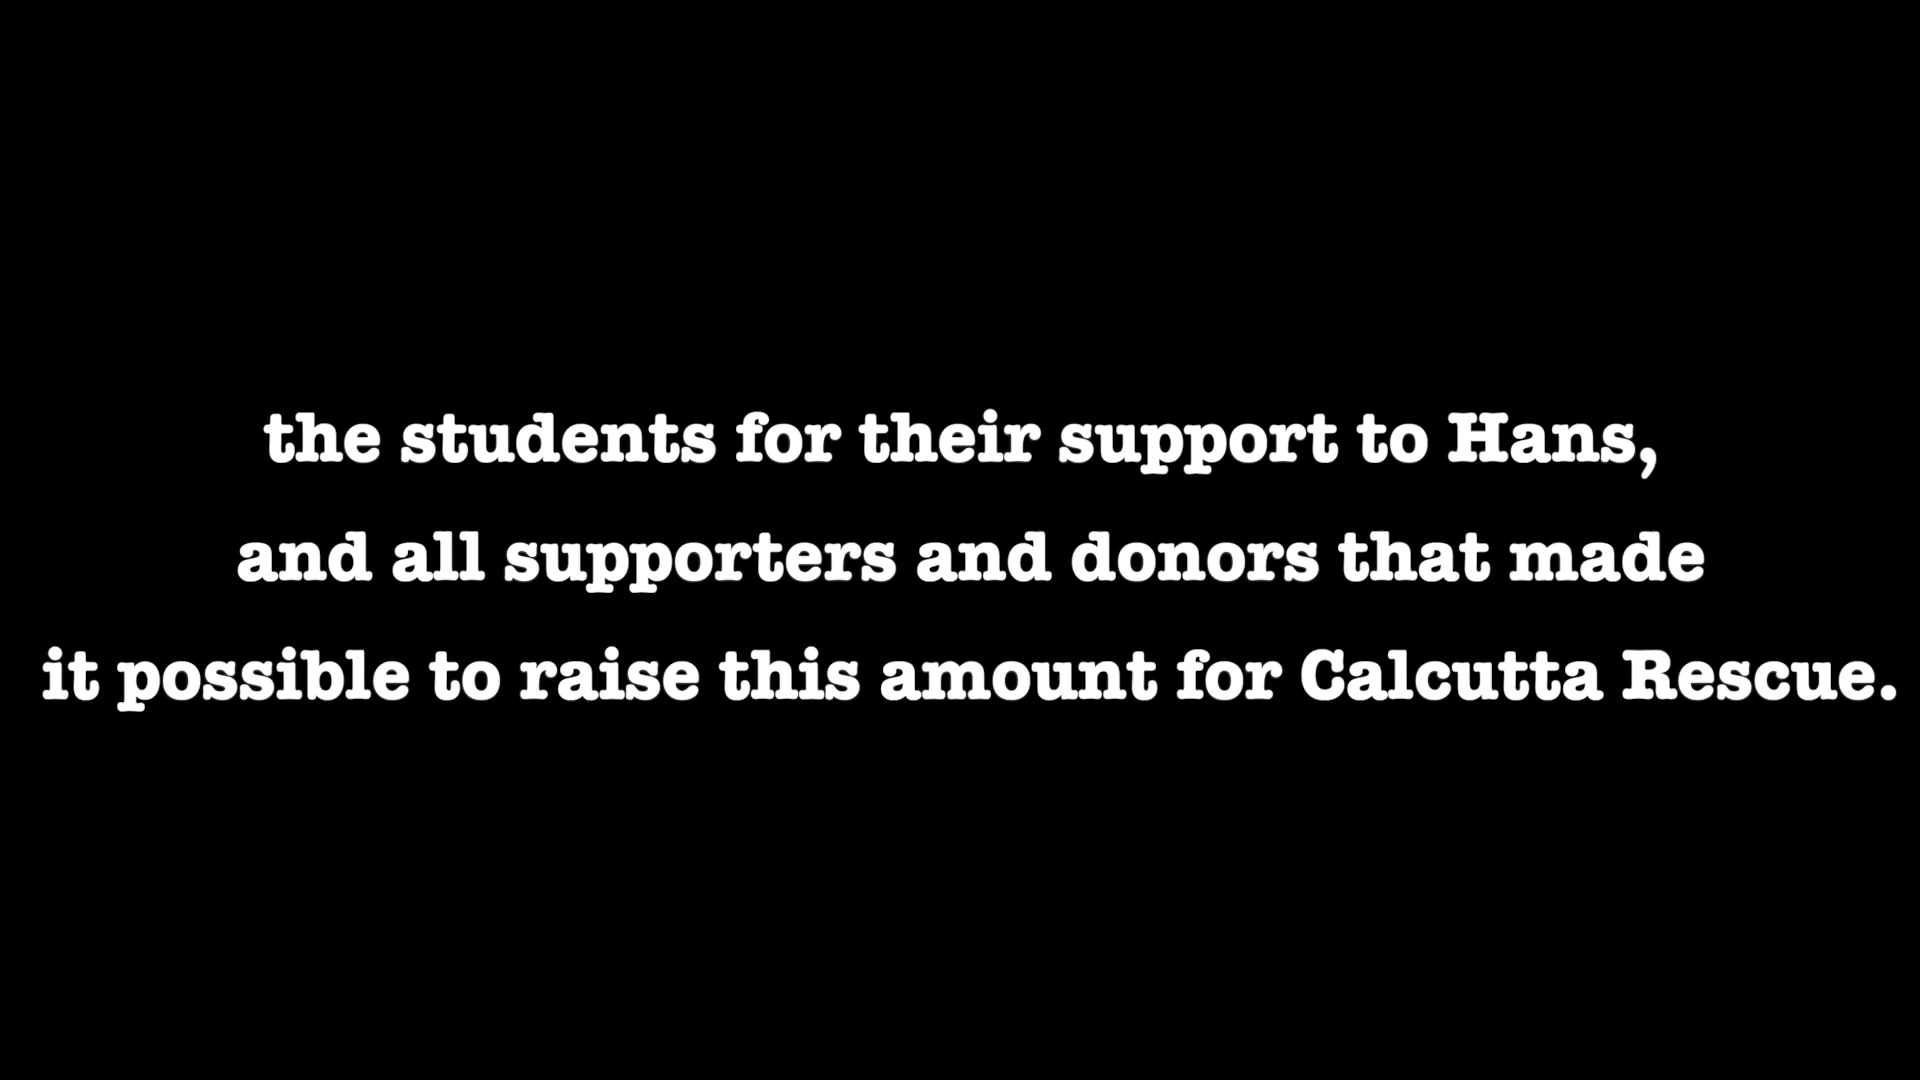 the students for their support to Hans,
and all supporters and donors that made
it possible to raise this amount for Calcutta Rescue.